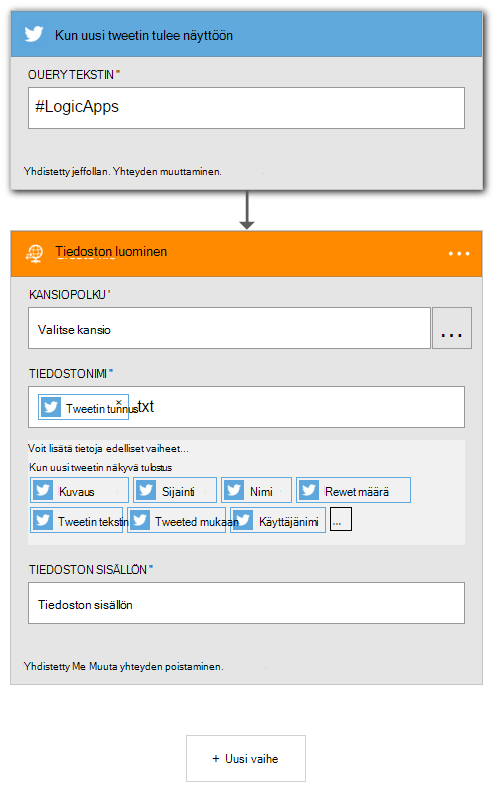 Kun uusi tweetin tulee näyttöön
OUERY TEKSTIN *
#LogicApps
Yhdistetty jeffollan. Yhteyden muuttaminen.
Tiedoston luominen
KANSIOPOLKU *
Valitse kansio
...
TIEDOSTONIMI *
Tweetin tunnus .txt
Voit lisätä tietoja edelliset vaiheet...
Kun uusi tweetin näkyvä tulostus
Kuvaus Sijainti Nimi Rewet määrä
Tweetin tekstin Tweeted mukaan Käyttäjänimi ...
TIEDOSTON SISÄLLÖN *
Tiedoston sisällön
Yhdistetty Me Muuta yhteyden poistaminen.
+ Uusi vaihe